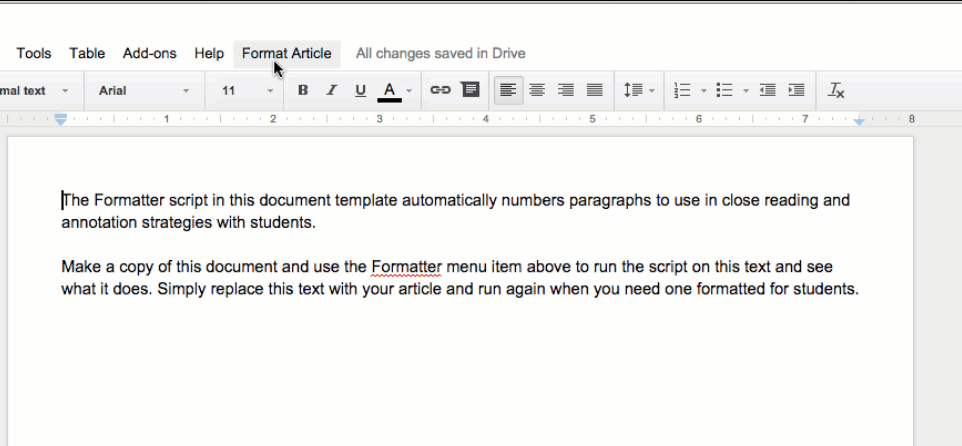 Tools Table Add-ons Help Format Article All changes saved in Drive
mal text Arial 11 B I U A
1 2 3 4 5 6 7 8
The Formatter script in this document template automatically numbers paragraphs to use in close reading and
annotation strategies with students.
Make a copy of this document and use the Formatter menu item above to run the script on this text and see
what it does. Simply replace this text with your article and run again when you need one formatted for students.